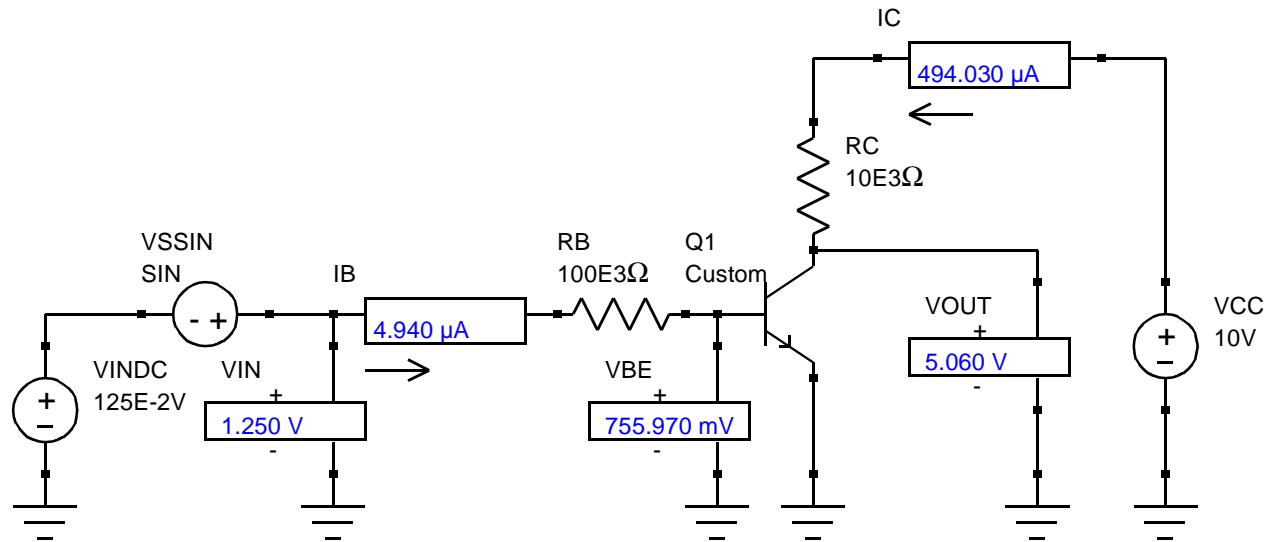 IC
494.030 µA
RC
10E3Ω
VSSIN
SIN
- +
IB
4.940 µA
RB
100E3Ω
Q1
Custom
VINDC
125E-2V
+
−
VIN
+
1.250 V
-
VBE
+
755.970 mV
-
VOUT
+
5.060 V
-
VCC
10V
+
−